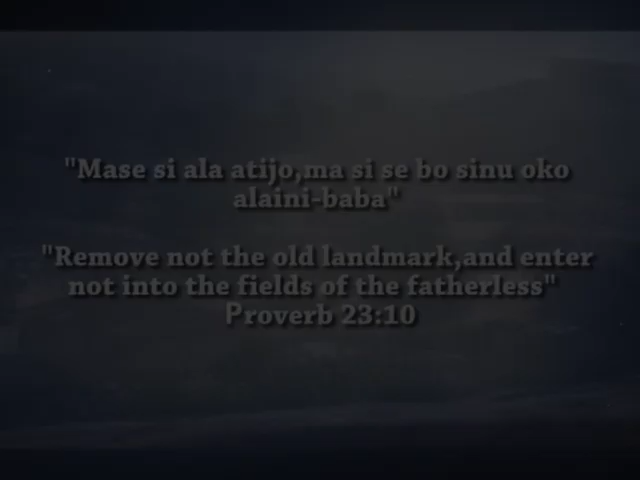 "Mase si ala atijo,ma si se bo sinu oko
alaini-baba"
"Remove not the old landmark,and enter
not into the fields of the fatherless"
Proverb 23:10